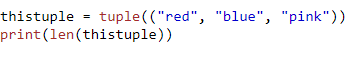 thistuple = tuple(("red", "blue", "pink"))
print(len(thistuple))